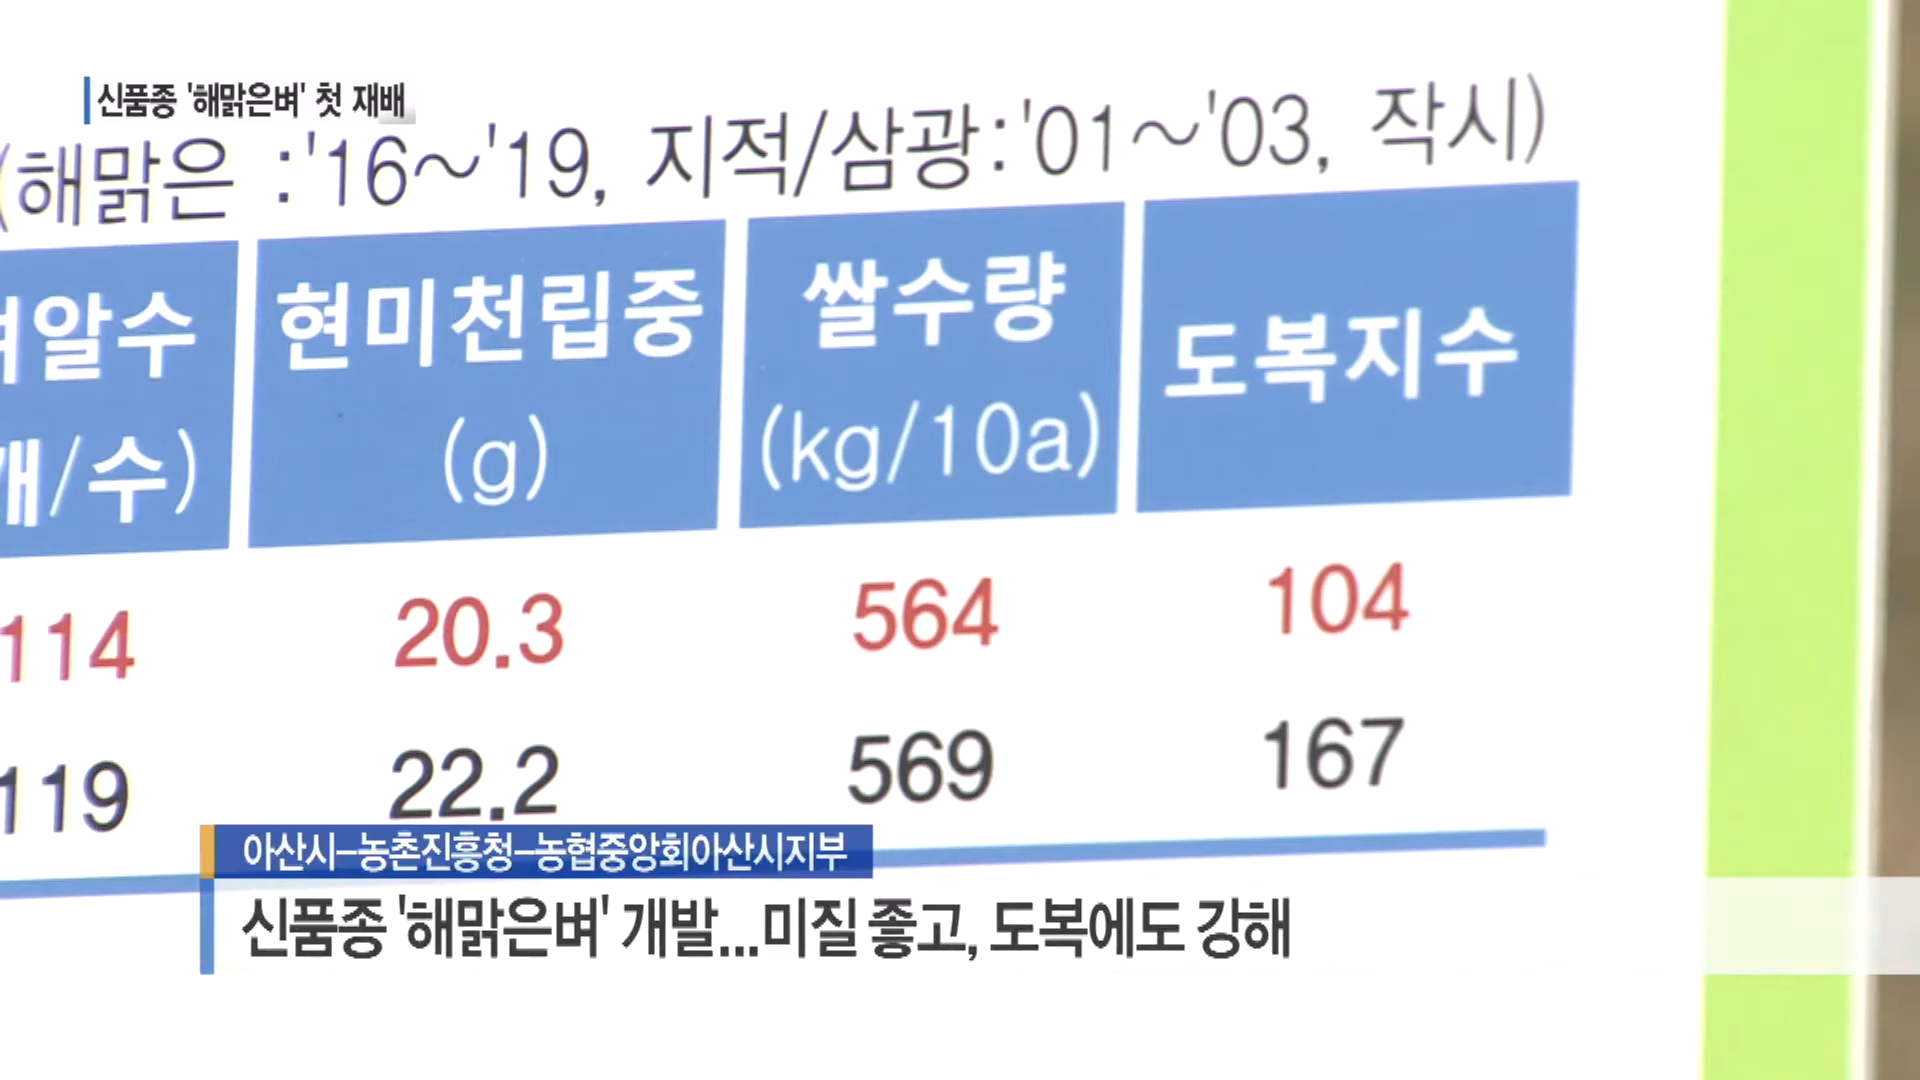 신품종 '해맑은벼' 첫 재배
(해맑은 :'16~'19, 지적/삼광:'01~'03, 작시)
알수 현미천립중 쌀수량 도복지수
개/수) (g) (kg/10a)
114 20.3 564 104
119 22.2 569 167
아산시-농촌진흥청-농협중앙회아산시지부
신품종 '해맑은벼' 개발...미질 좋고, 도복에도 강해